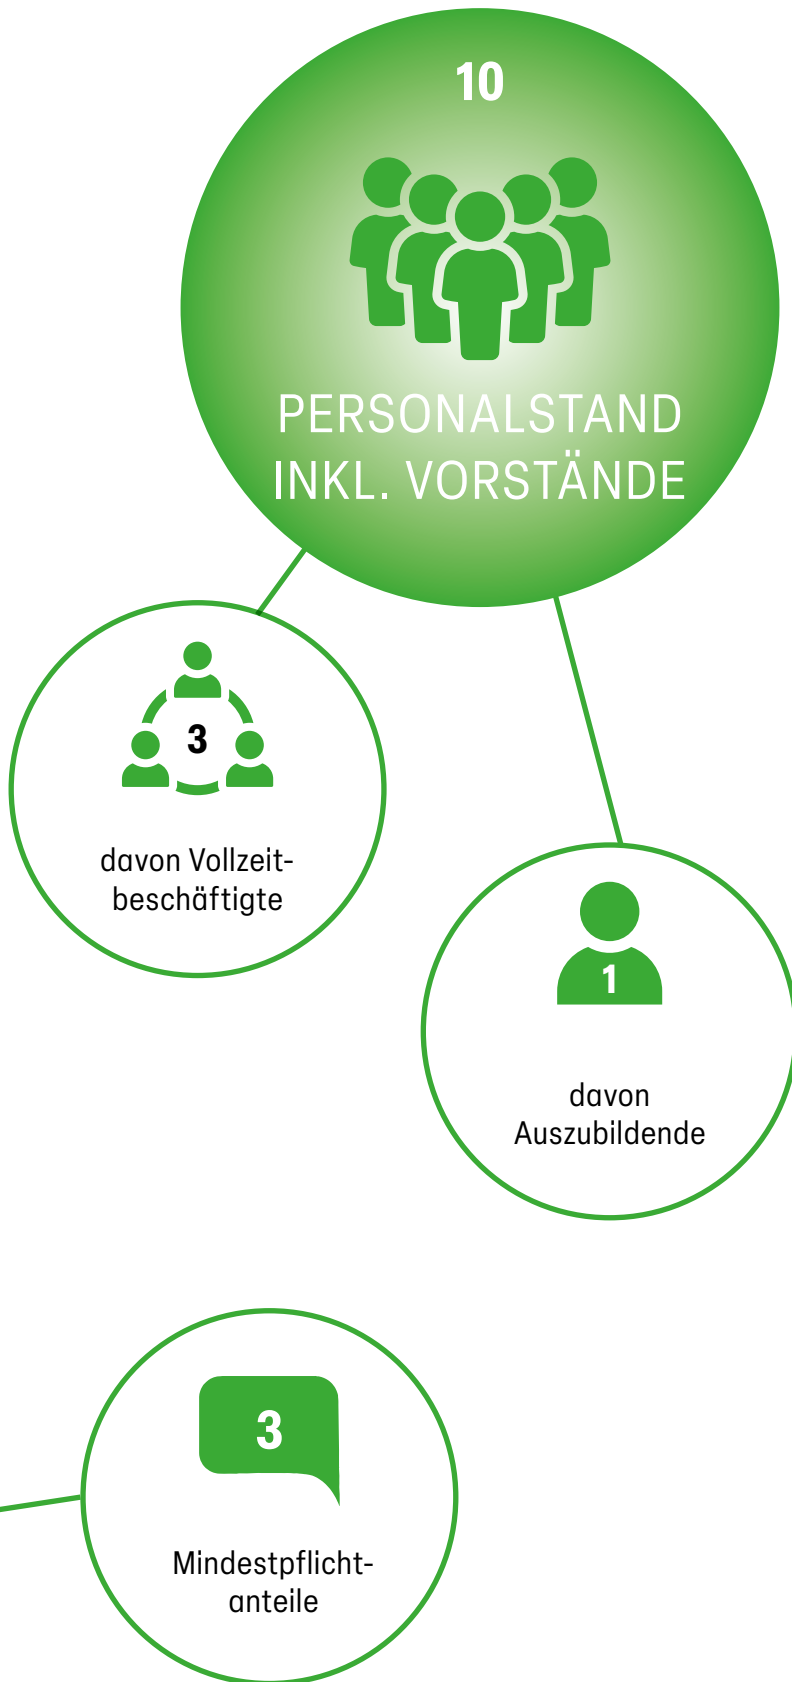 10
PERSONALSTAND
INKL. VORSTÄNDE
3
davon Vollzeit-
beschäftigte
1
davon
Auszubildende
3
Mindestpflicht-
anteile